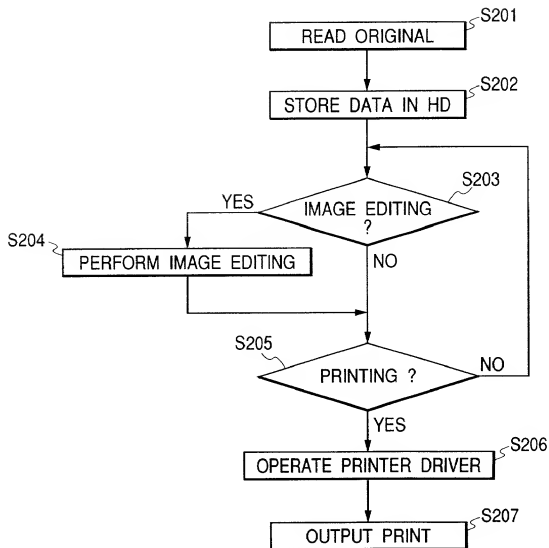 S201
READ ORIGINAL
S202
STORE DATA IN HD
S203
IMAGE EDITING
?
YES
NO
S204
PERFORM IMAGE EDITING
S205
PRINTING ?
NO
YES
S206
OPERATE PRINTER DRIVER
S207
OUTPUT PRINT